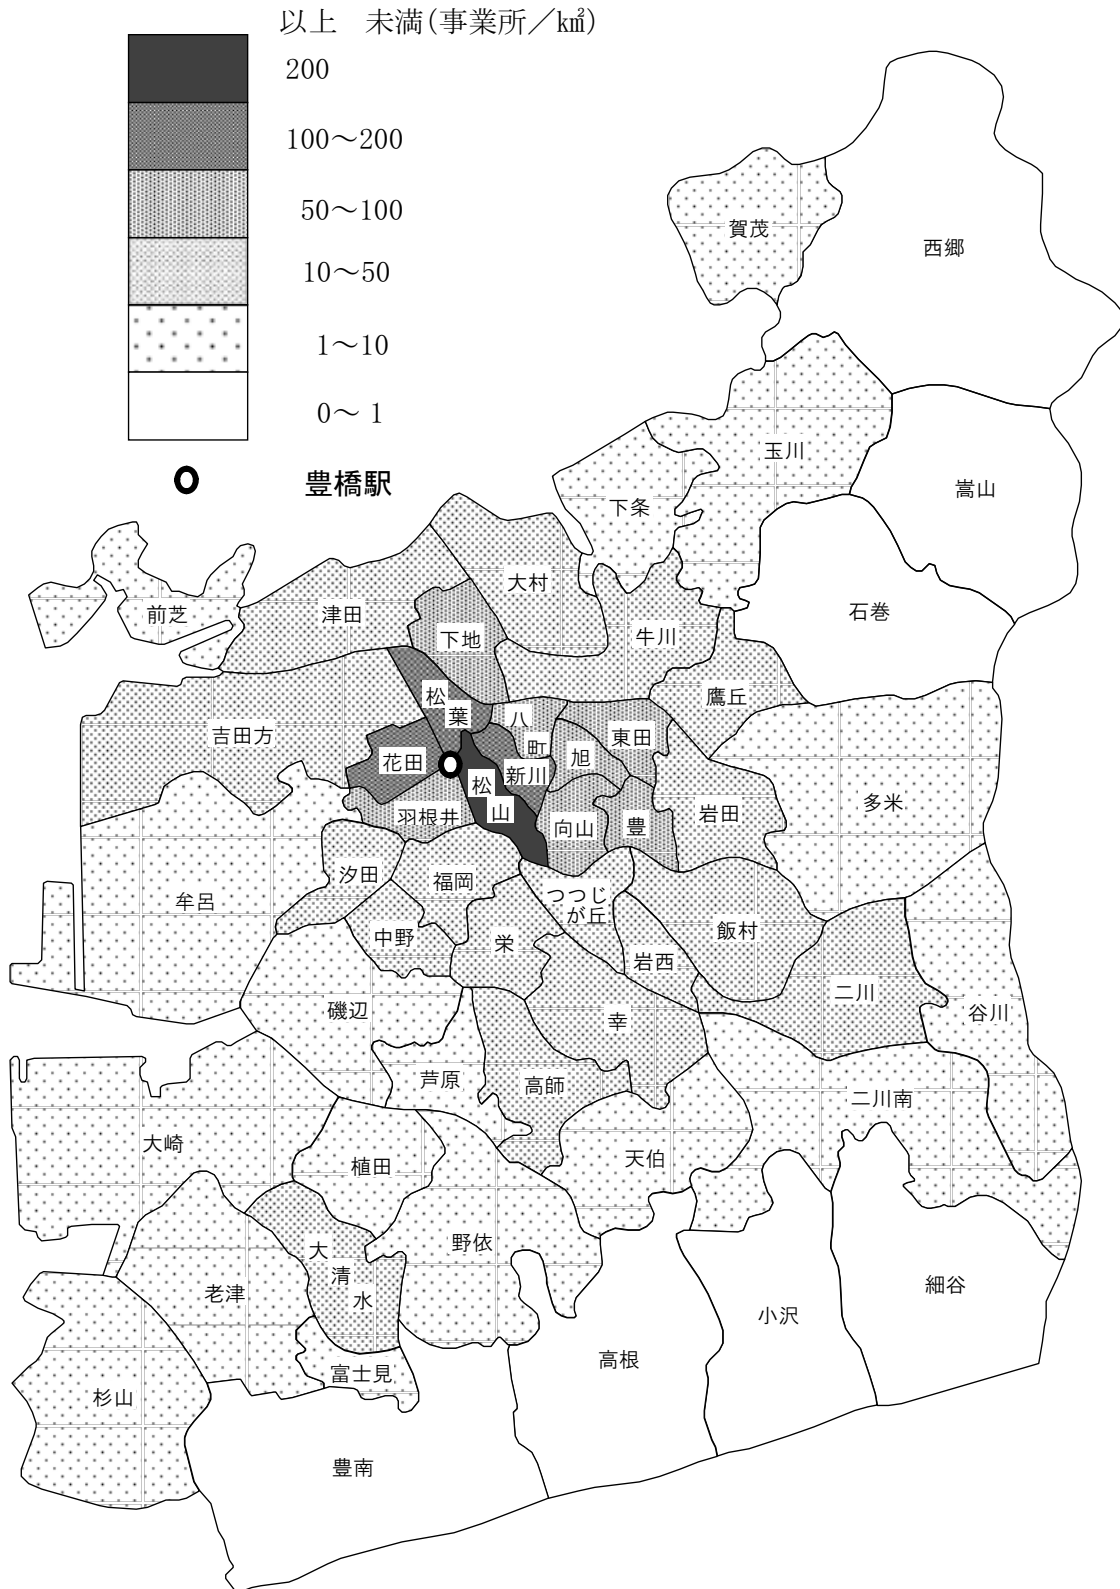 以上　未満(事業所／㎢)
200
100～200
50～100
10～50
1～10
0～1
豊橋駅
賀茂
西郷
玉川
嵩山
下条
大村
石巻
前芝
津田
下地
牛川
鷹丘
松葉
八町
吉田方
花田
新川
旭
東田
松山
羽根井
向山
豊
岩田
多米
汐田
福岡
つつじが丘
牟呂
中野
栄
岩西
飯村
二川
谷川
磯辺
幸
芦原
高師
二川南
大崎
植田
天伯
野依
大清水
老津
細谷
小沢
富士見
高根
杉山
豊南